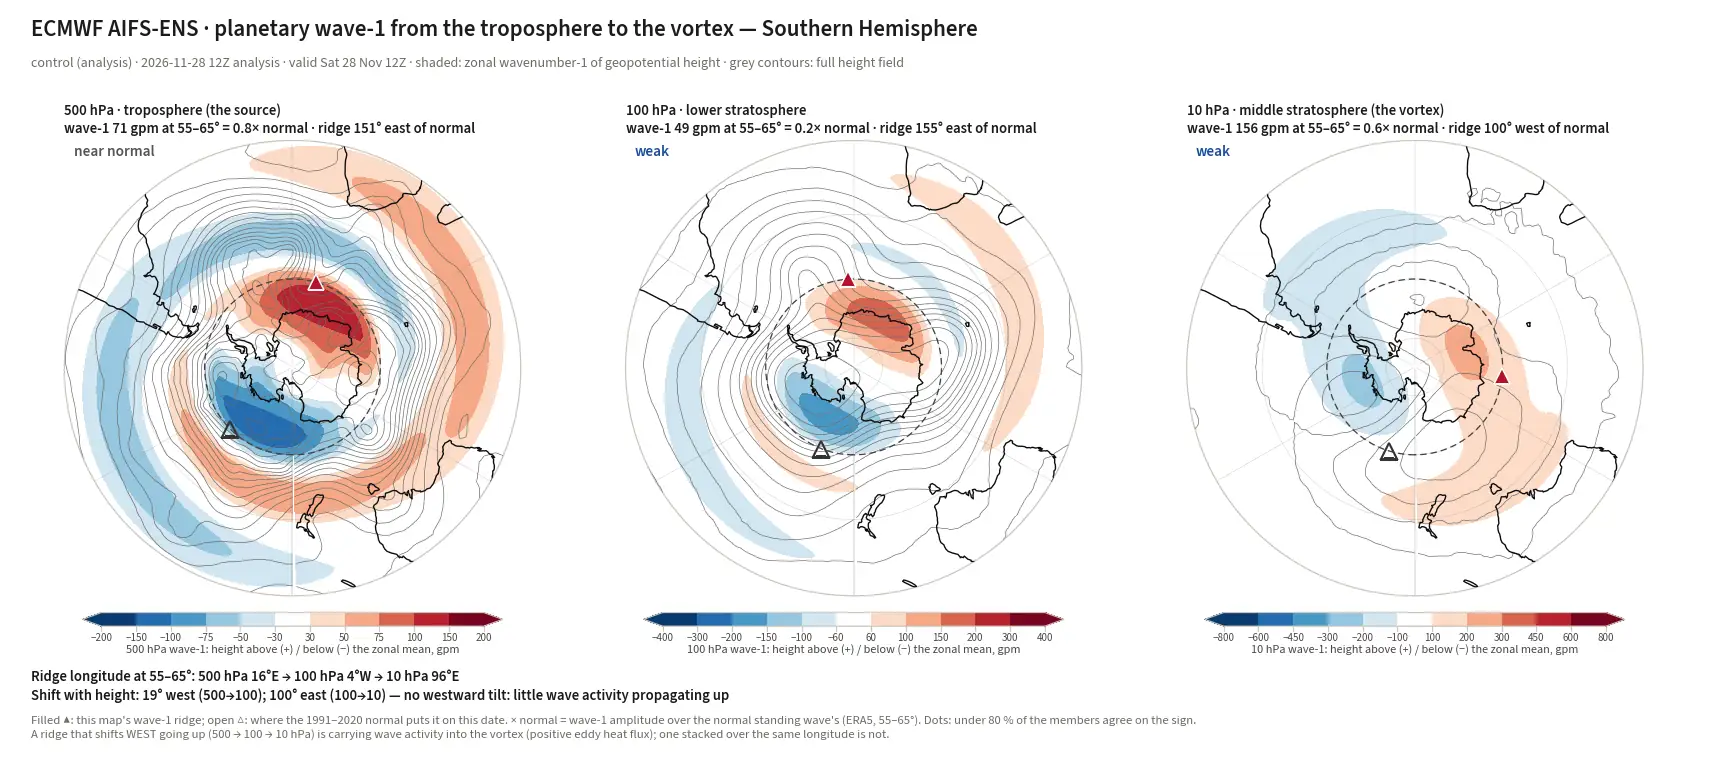 ECMWF AIFS-ENS · planetary wave-1 from the troposphere to the vortex — Southern Hemisphere
control (analysis) · 2026-11-28 12Z analysis · valid Sat 28 Nov 12Z · shaded: zonal wavenumber-1 of geopotential height · grey contours: full height field
500 hPa · troposphere (the source)
wave-1 71 gpm at 55–65° = 0.8× normal · ridge 151° east of normal
near normal
100 hPa · lower stratosphere
wave-1 49 gpm at 55–65° = 0.2× normal · ridge 155° east of normal
weak
10 hPa · middle stratosphere (the vortex)
wave-1 156 gpm at 55–65° = 0.6× normal · ridge 100° west of normal
weak
−200 −150 −100 −75 −50 −30 30 50 75 100 150 200
500 hPa wave-1: height above (+) / below (−) the zonal mean, gpm
−400 −300 −200 −150 −100 −60 60 100 150 200 300 400
100 hPa wave-1: height above (+) / below (−) the zonal mean, gpm
−800 −600 −450 −300 −200 −100 100 200 300 450 600 800
10 hPa wave-1: height above (+) / below (−) the zonal mean, gpm
Ridge longitude at 55–65°: 500 hPa 16°E → 100 hPa 4°W → 10 hPa 96°E
Shift with height: 19° west (500→100); 100° east (100→10) — no westward tilt: little wave activity propagating up
Filled ▲: this map's wave-1 ridge; open △: where the 1991–2020 normal puts it on this date. × normal = wave-1 amplitude over the normal standing wave's (ERA5, 55–65°). Dots: under 80 % of the members agree on the sign.
A ridge that shifts WEST going up (500 → 100 → 10 hPa) is carrying wave activity into the vortex (positive eddy heat flux); one stacked over the same longitude is not.